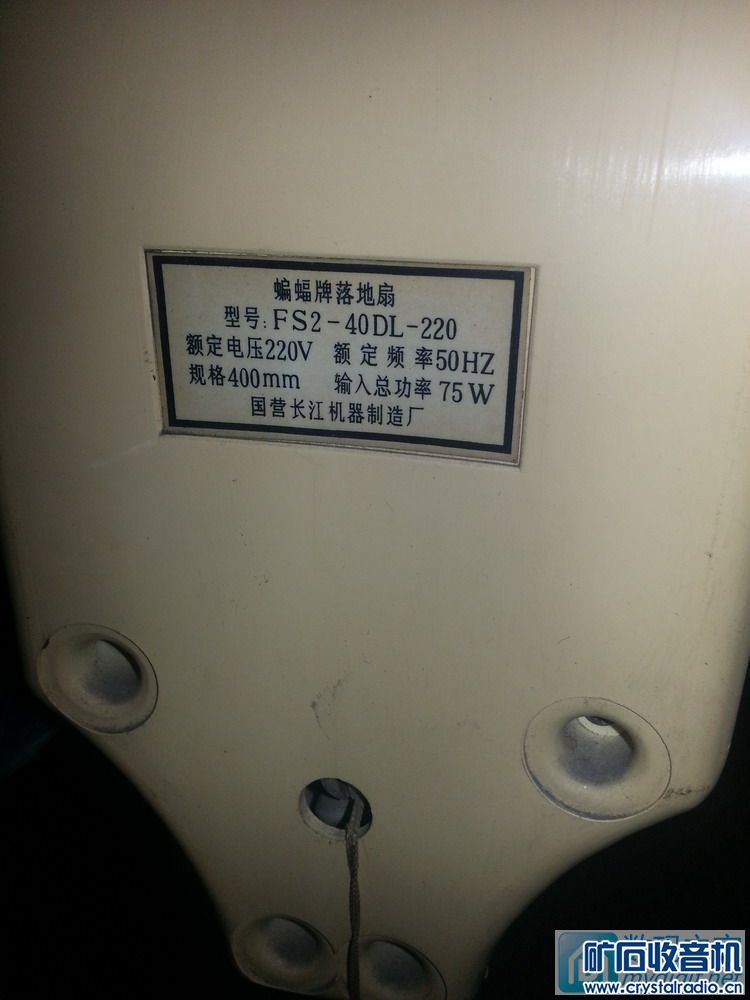 蝙蝠牌落地扇
型号:FS2-40DL-220
额定电压220V 额定频率50HZ
规格400mm 输入总功率75W
国营长江机器制造厂
矿石收音机
www.crystalradio.cn